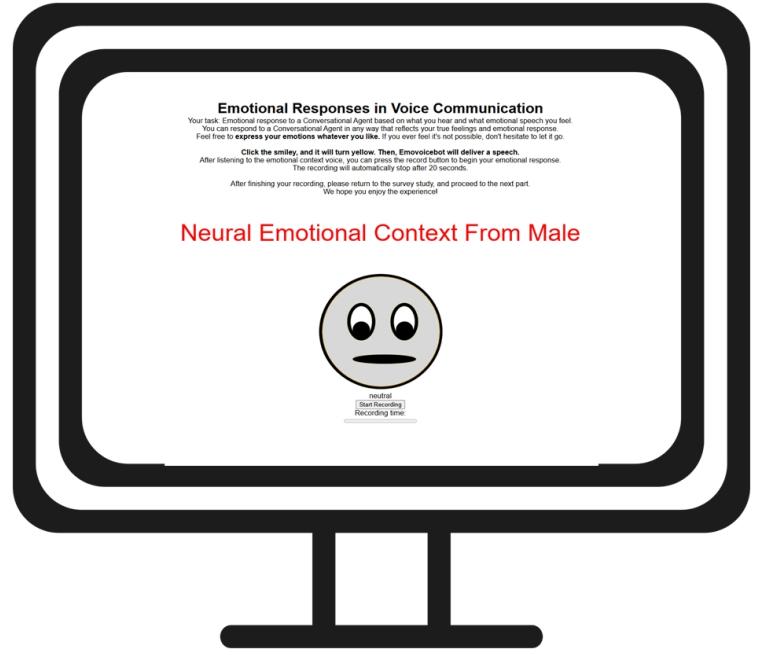 Emotional Responses in Voice Communication
Your task: Emotional response to a Conversational Agent based on what you hear and what emotional speech you feel.
You can respond to a Conversational Agent in any way that reflects your true feelings and emotional response.
Feel free to express your emotions whatever you like. If you ever feel it's not possible, don't hesitate to let it go.
Click the smiley, and it will turn yellow. Then, Emovoicebot will deliver a speech.
After listening to the emotional context voice, you can press the record button to begin your emotional response.
The recording will automatically stop after 20 seconds.
After finishing your recording, please return to the survey study, and proceed to the next part.
We hope you enjoy the experience!
Neural Emotional Context From Male
neutral
Start Recording
Recording time: